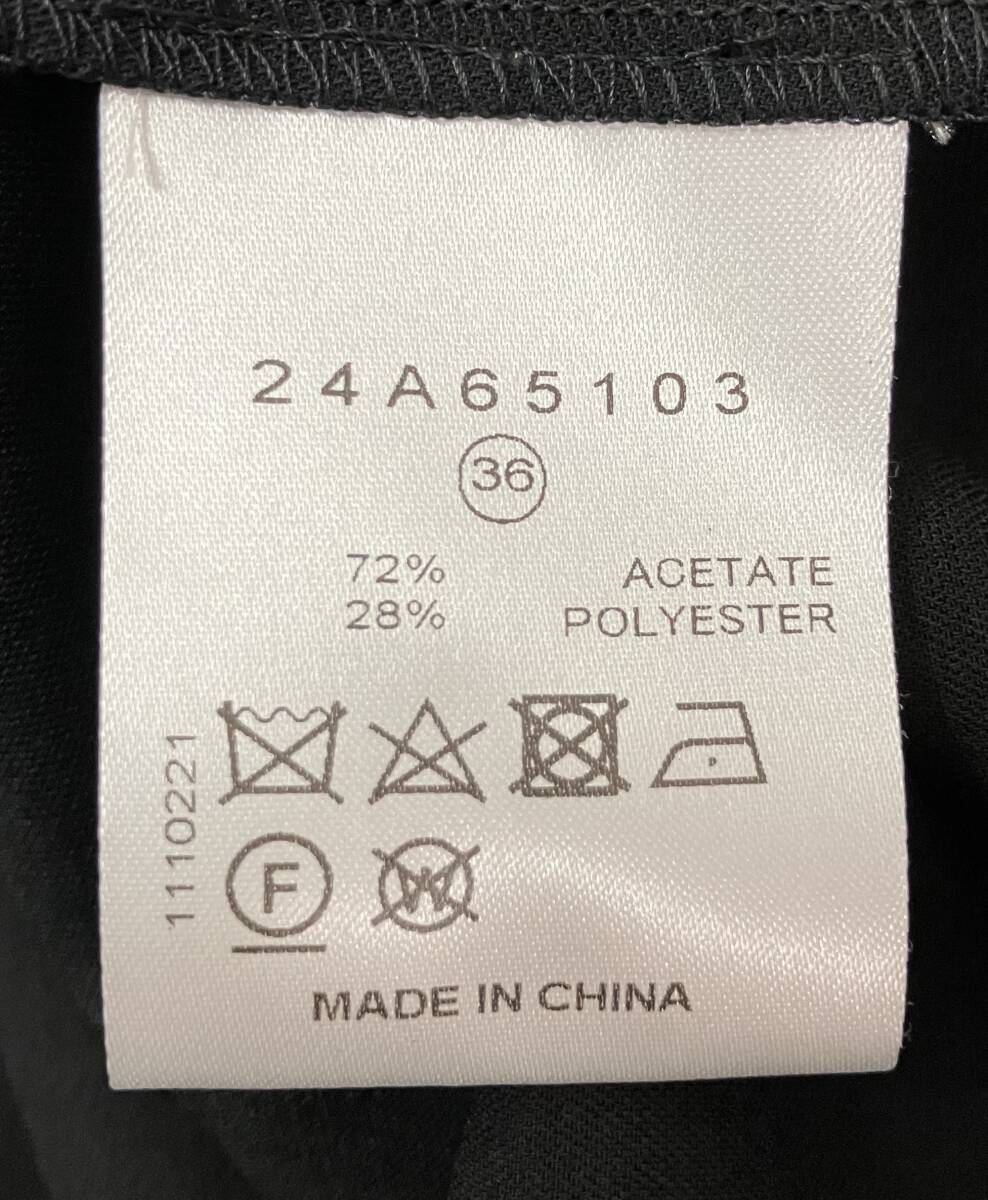 24A65103
36
72% ACETATE
28% POLYESTER
1110221
F
W
MADE IN CHINA